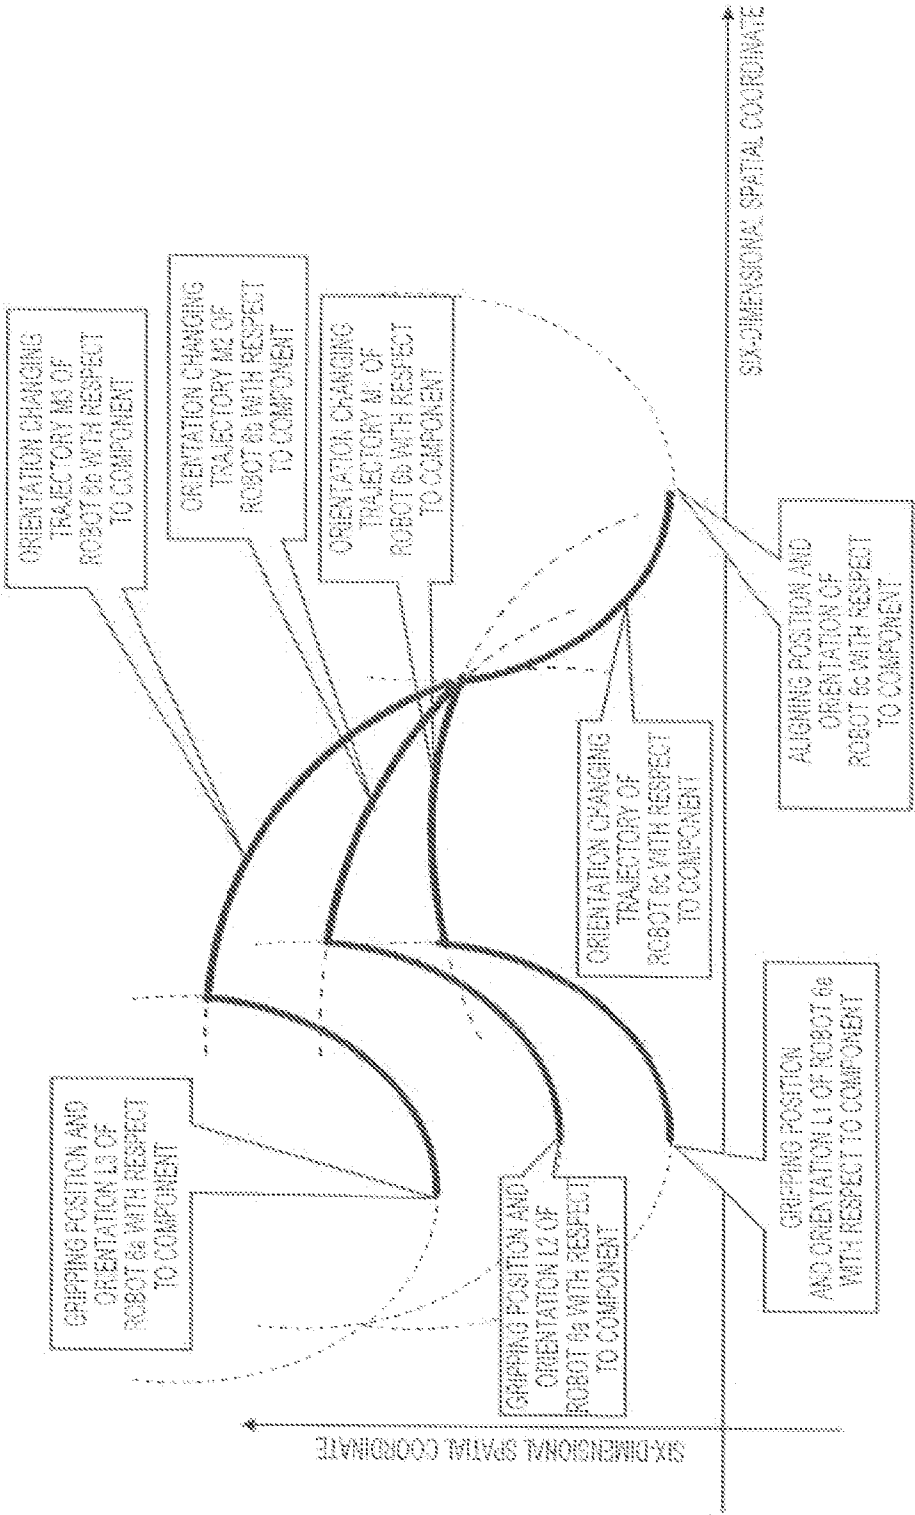 GRIPPING POSITION AND
ORIENTATION L3 OF
ROBOT 6a WITH RESPECT
TO COMPONENT
ORIENTATION CHANGING
TRAJECTORY M3 OF
ROBOT 6b WITH RESPECT
TO COMPONENT
ORIENTATION CHANGING
TRAJECTORY M2 OF
ROBOT 6b WITH RESPECT
TO COMPONENT
ORIENTATION CHANGING
TRAJECTORY M1 OF
ROBOT 6b WITH RESPECT
TO COMPONENT
GRIPPING POSITION AND
ORIENTATION L2 OF
ROBOT 6a WITH RESPECT
TO COMPONENT
ORIENTATION CHANGING
TRAJECTORY OF
ROBOT 6c WITH RESPECT
TO COMPONENT
GRIPPING POSITION
AND ORIENTATION L1 OF ROBOT 6a
WITH RESPECT TO COMPONENT
ALIGNING POSITION AND
ORIENTATION OF
ROBOT 6c WITH RESPECT
TO COMPONENT
SIX-DIMENSIONAL SPATIAL COORDINATE
SIX-DIMENSIONAL SPATIAL COORDINATE